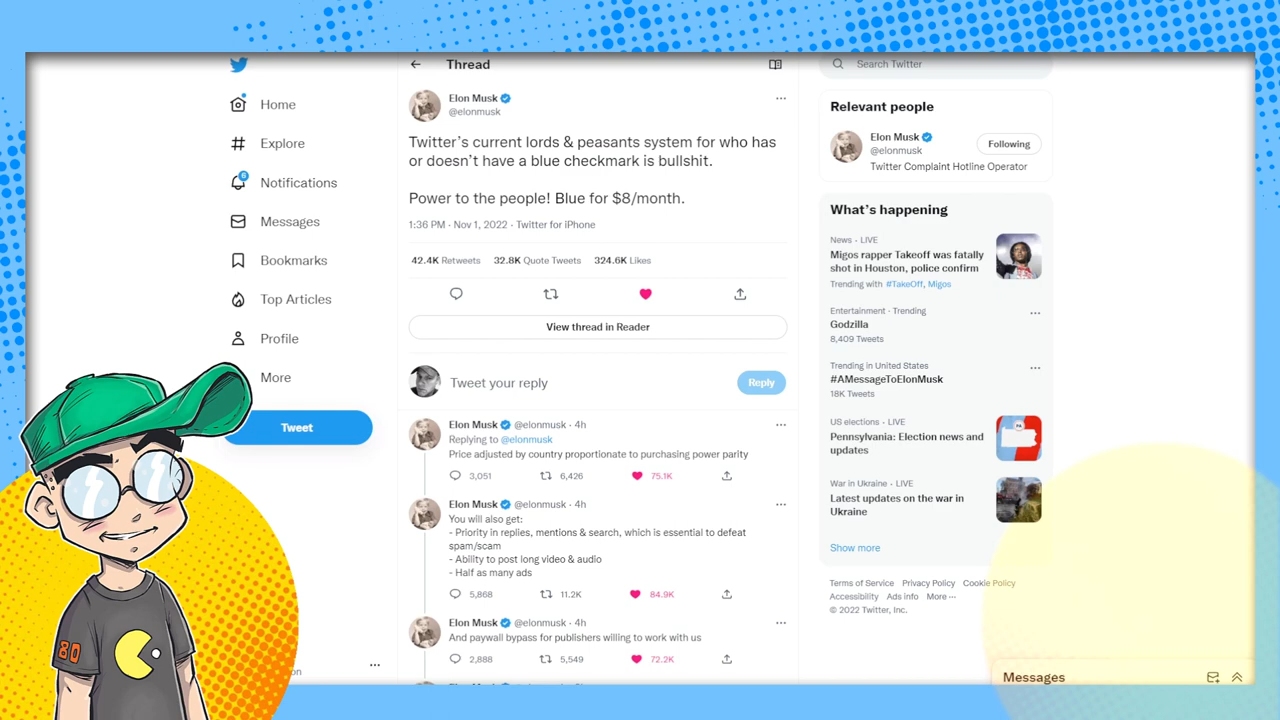 Home
Explore
6
Notifications
Messages
Bookmarks
Top Articles
Profile
More
Tweet
on
80
Thread
Elon Musk
@elonmusk
Twitter's current lords & peasants system for who has
or doesn't have a blue checkmark is bullshit.
Power to the people! Blue for $8/month.
1:36 PM · Nov 1, 2022 · Twitter for iPhone
42.4K Retweets 32.8K Quote Tweets 324.6K Likes
View thread in Reader
Tweet your reply
Reply
Elon Musk @elonmusk · 4h
Replying to @elonmusk
Price adjusted by country proportionate to purchasing power parity
3,051 6,426 75.1K
Elon Musk @elonmusk · 4h
You will also get:
- Priority in replies, mentions & search, which is essential to defeat
spam/scam
- Ability to post long video & audio
- Half as many ads
5,868 11.2K 84.9K
Elon Musk @elonmusk · 4h
And paywall bypass for publishers willing to work with us
2,888 5,549 72.2K
Search Twitter
Relevant people
Elon Musk
@elonmusk
Following
Twitter Complaint Hotline Operator
What's happening
News · LIVE
Migos rapper Takeoff was fatally
shot in Houston, police confirm
Trending with #TakeOff, Migos
Entertainment · Trending
Godzilla
8,409 Tweets
Trending in United States
#AMessageToElonMusk
18K Tweets
US elections · LIVE
Pennsylvania: Election news and
updates
PA
War in Ukraine · LIVE
Latest updates on the war in
Ukraine
Show more
Terms of Service Privacy Policy Cookie Policy
Accessibility Ads info More ···
© 2022 Twitter, Inc.
Messages